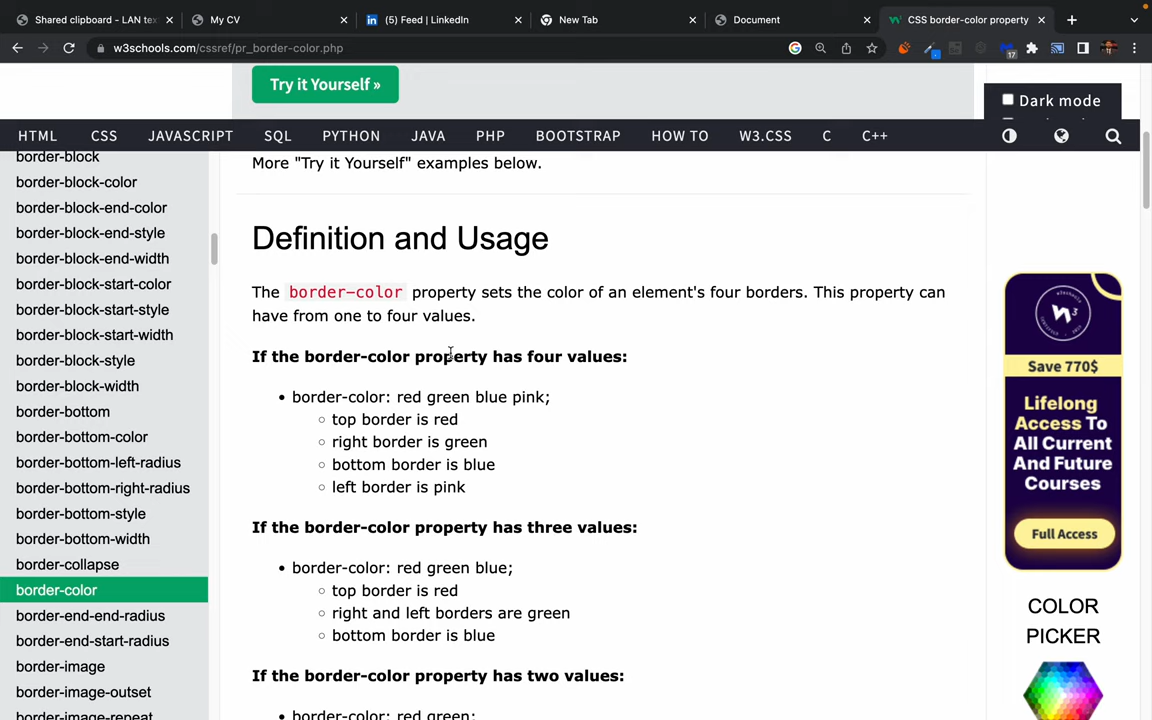 Shared clipboard - LAN tex
My CV
(5) Feed | LinkedIn
New Tab
Document
CSS border-color property
w3schools.com/cssref/pr_border-color.php
17
Try it Yourself »
Dark mode
HTML CSS JAVASCRIPT SQL PYTHON JAVA PHP BOOTSTRAP HOW TO W3.CSS C C++
border-block
border-block-color
border-block-end-color
border-block-end-style
border-block-end-width
border-block-start-color
border-block-start-style
border-block-start-width
border-block-style
border-block-width
border-bottom
border-bottom-color
border-bottom-left-radius
border-bottom-right-radius
border-bottom-style
border-bottom-width
border-collapse
border-color
border-end-end-radius
border-end-start-radius
border-image
border-image-outset
border-image-repeat
More "Try it Yourself" examples below.
Definition and Usage
The border-color property sets the color of an element's four borders. This property can
have from one to four values.
If the border-color property has four values:
• border-color: red green blue pink;
○ top border is red
○ right border is green
○ bottom border is blue
○ left border is pink
If the border-color property has three values:
• border-color: red green blue;
○ top border is red
○ right and left borders are green
○ bottom border is blue
If the border-color property has two values:
• border-color: red green;
Save 770$
Lifelong
Access To
All Current
And Future
Courses
Full Access
COLOR
PICKER